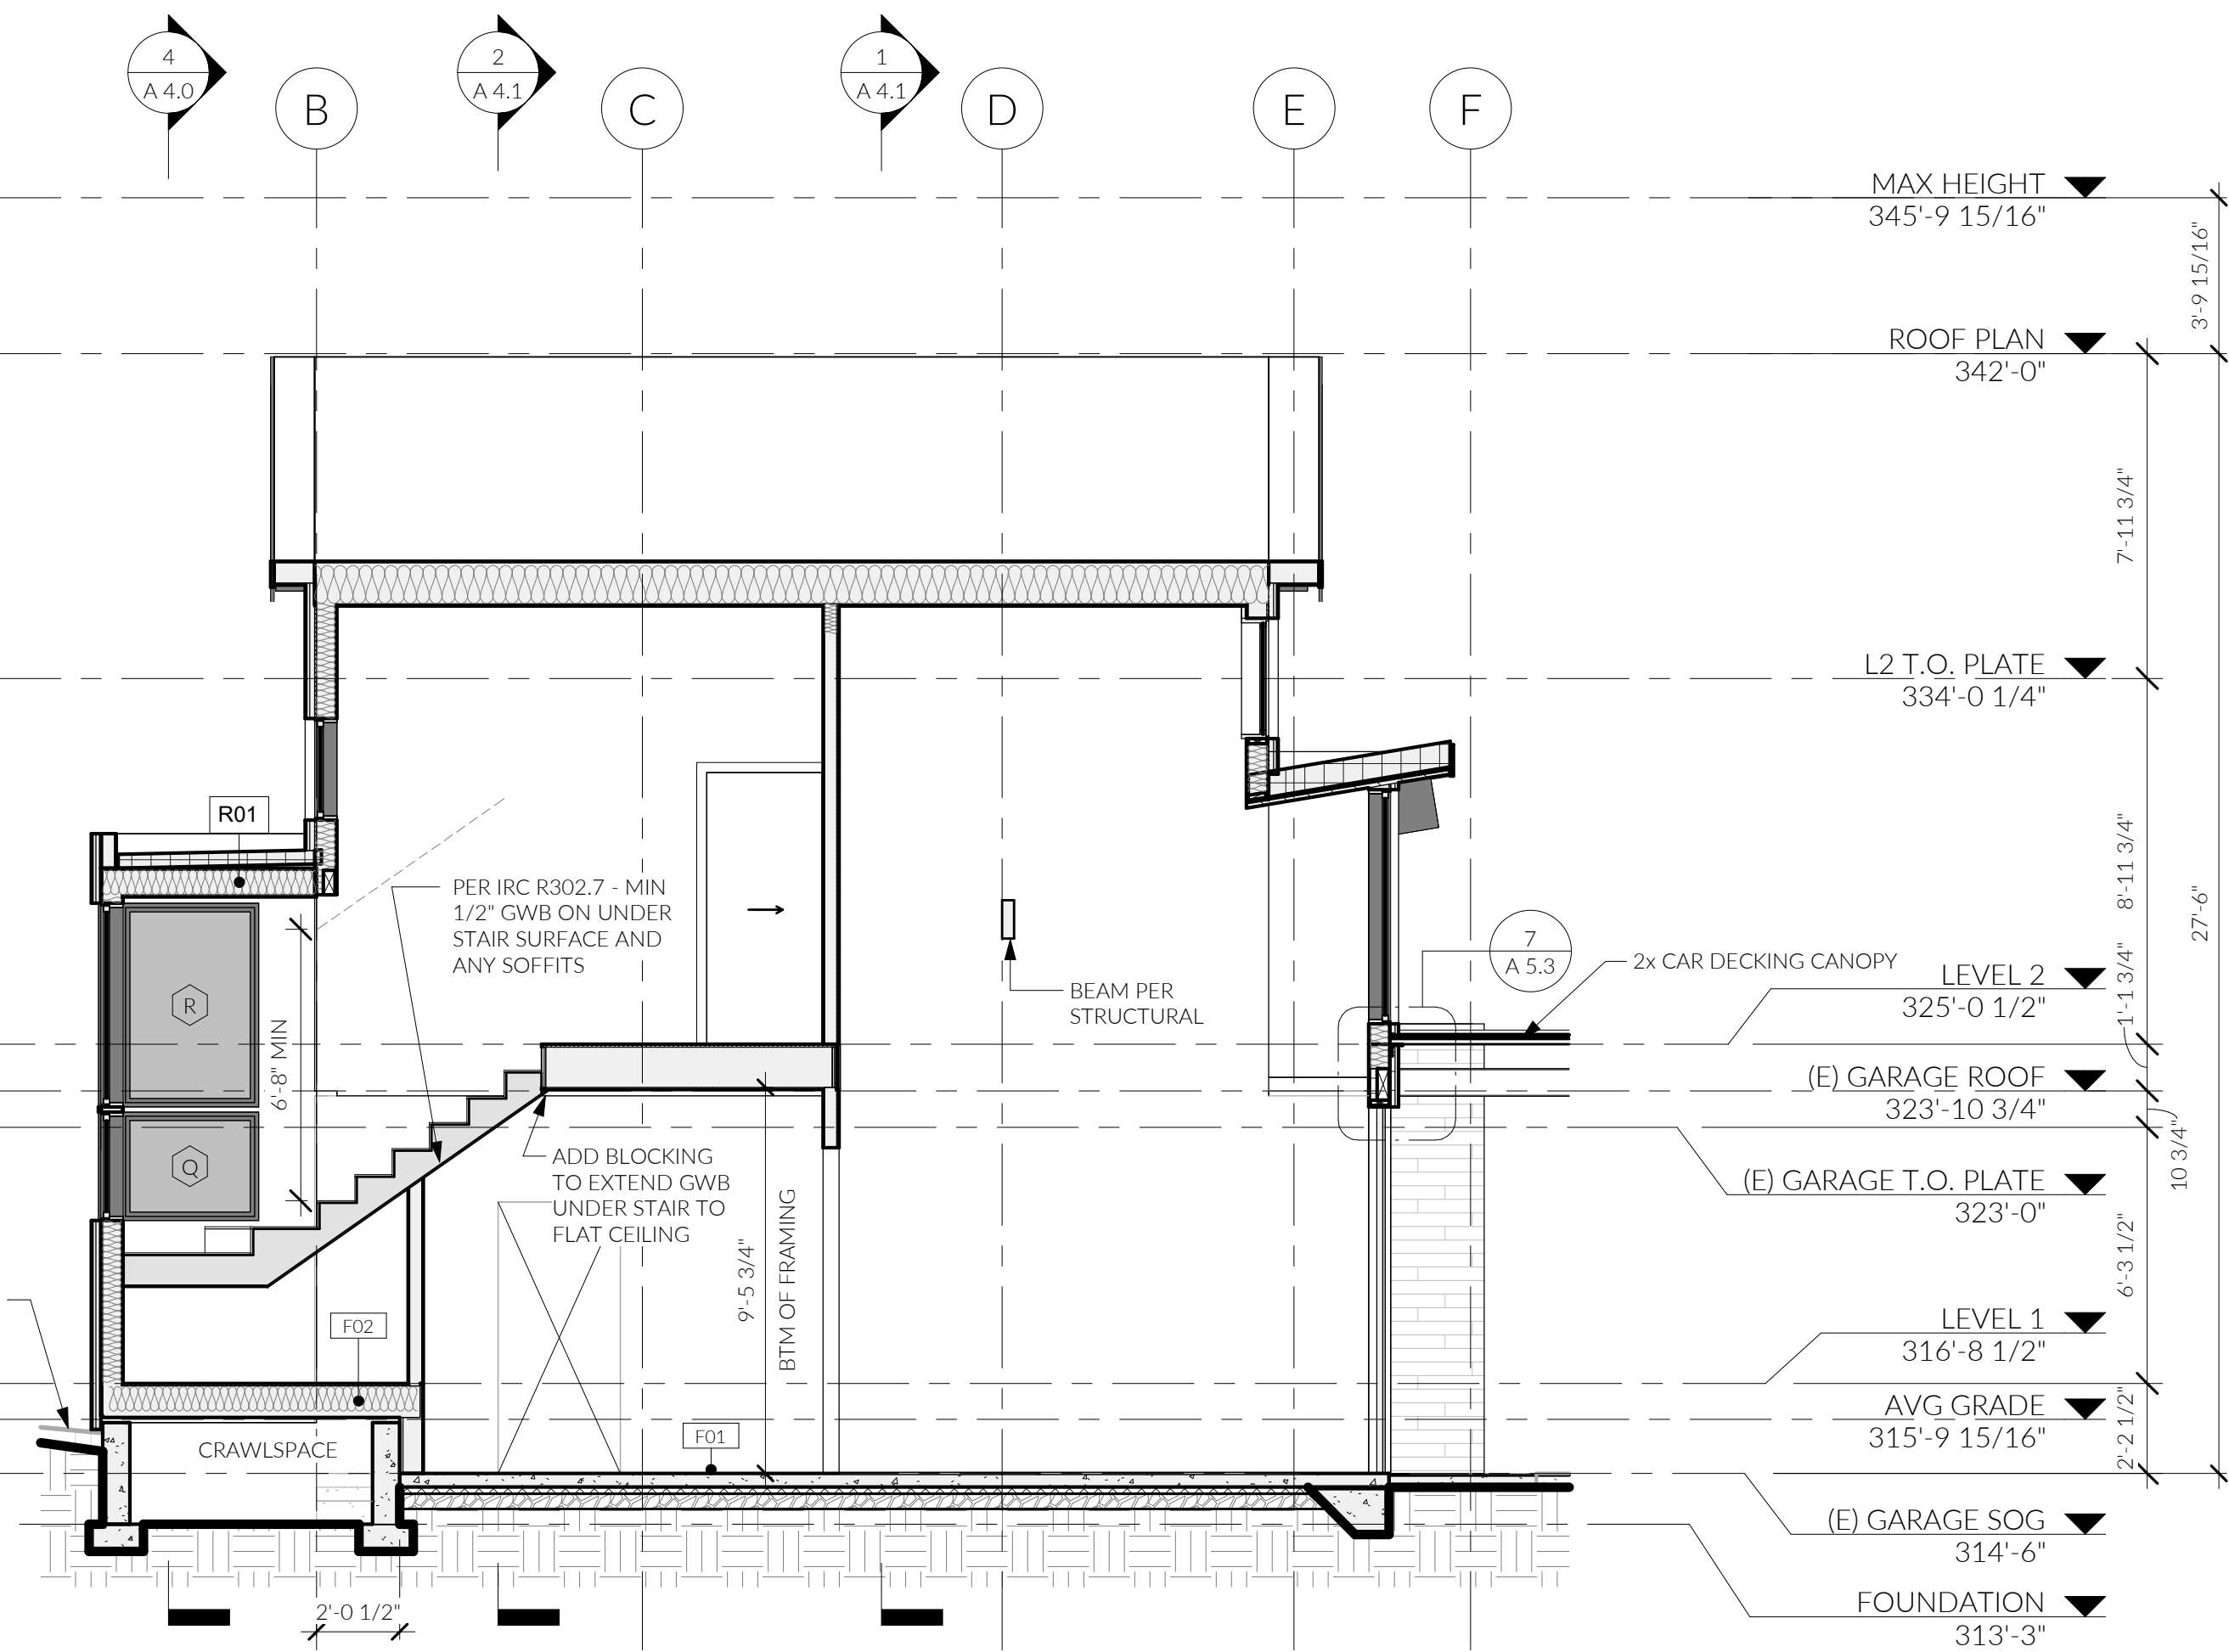 4
A 4.0
B
2
A 4.1
C
1
A 4.1
D
E
F
MAX HEIGHT
345'-9 15/16"
3'-9 15/16"
ROOF PLAN
342'-0"
7'-11 3/4"
L2 T.O. PLATE
334'-0 1/4"
8'-11 3/4"
27'-6"
R01
PER IRC R302.7 - MIN
1/2" GWB ON UNDER
STAIR SURFACE AND
ANY SOFFITS
R
6'-8" MIN
Q
BEAM PER
STRUCTURAL
7
A 5.3
2x CAR DECKING CANOPY
LEVEL 2
325'-0 1/2"
1'-1 3/4"
(E) GARAGE ROOF
323'-10 3/4"
10 3/4"
ADD BLOCKING
TO EXTEND GWB
UNDER STAIR TO
FLAT CEILING
9'-5 3/4"
BTM OF FRAMING
(E) GARAGE T.O. PLATE
323'-0"
6'-3 1/2"
F02
LEVEL 1
316'-8 1/2"
AVG GRADE
315'-9 15/16"
2'-2 1/2"
F01
CRAWLSPACE
(E) GARAGE SOG
314'-6"
FOUNDATION
313'-3"
2'-0 1/2"